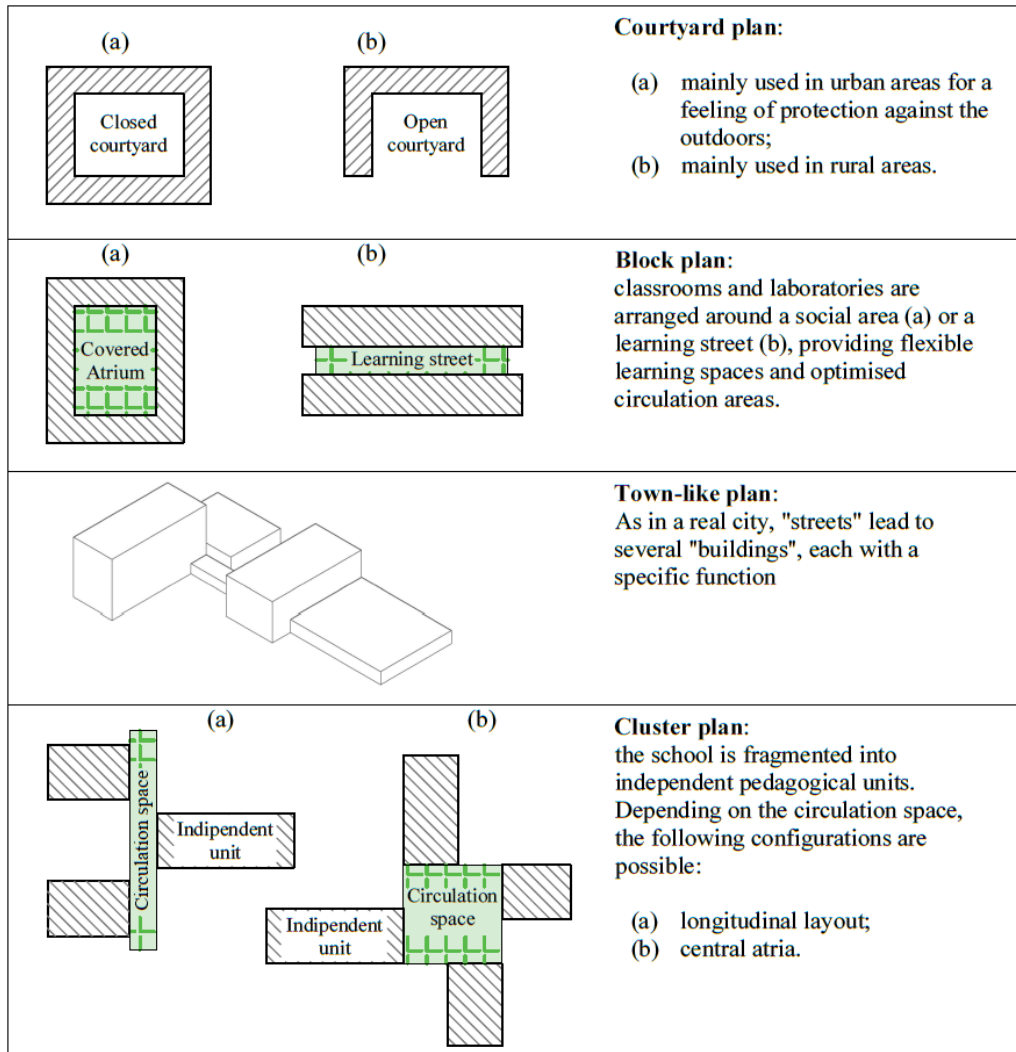 (a)
(b)
Closed
courtyard
Open
courtyard
Courtyard plan:
(a) mainly used in urban areas for a
feeling of protection against the
outdoors;
(b) mainly used in rural areas.
(a)
(b)
Covered
Atrium
Learning street
Block plan:
classrooms and laboratories are
arranged around a social area (a) or a
learning street (b), providing flexible
learning spaces and optimised
circulation areas.
Town-like plan:
As in a real city, "streets" lead to
several "buildings", each with a
specific function
(a)
(b)
Circulation space
Indipendent
unit
Circulation
space
Indipendent
unit
Cluster plan:
the school is fragmented into
independent pedagogical units.
Depending on the circulation space,
the following configurations are
possible:
(a) longitudinal layout;
(b) central atria.